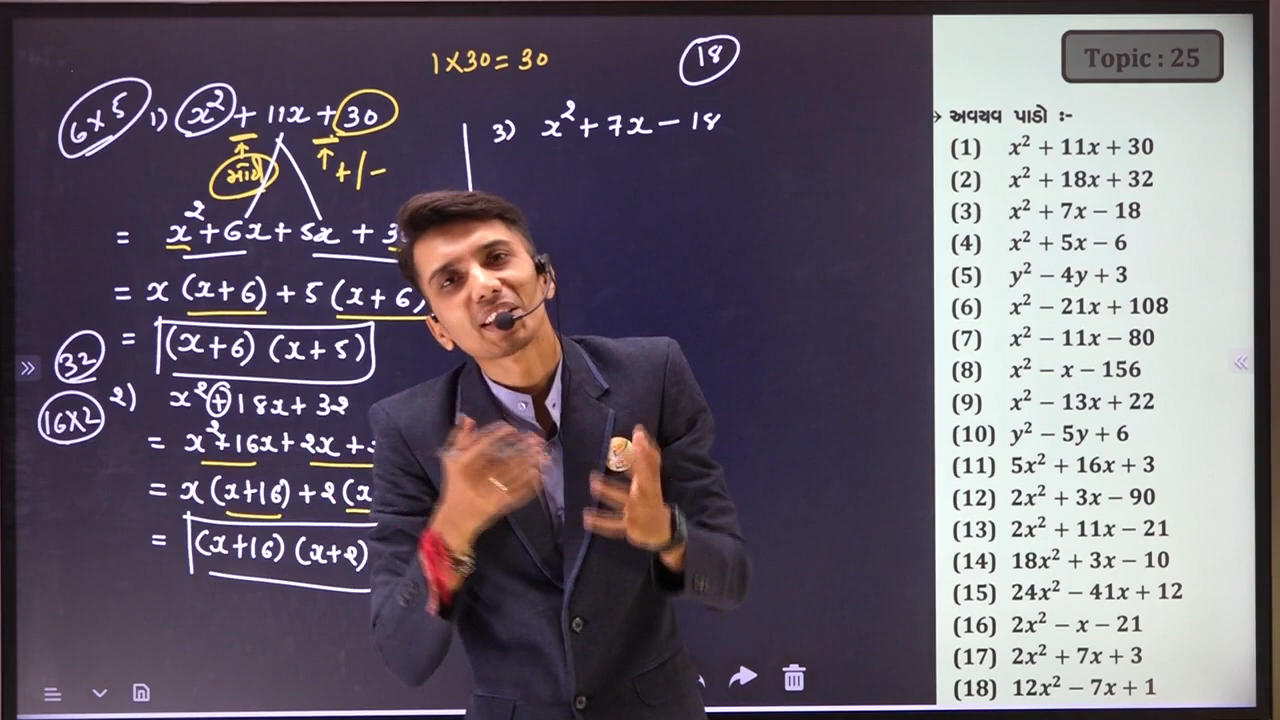 1×30 = 30
18
6×5
1) x² + 11x + 30
+/-
= x² + 6x + 5x + 3
= x (x+6) + 5 (x+6)
= (x+6) (x+5)
32
16×2
2) x² + 18x + 32
= x² + 16x + 2x +
= x (x+16) + 2 (x
= (x+16) (x+2)
3) x² + 7x - 18
Topic : 25
અવયવ પાડો :-
(1) x² + 11x + 30
(2) x² + 18x + 32
(3) x² + 7x − 18
(4) x² + 5x − 6
(5) y² − 4y + 3
(6) x² − 21x + 108
(7) x² − 11x − 80
(8) x² − x − 156
(9) x² − 13x + 22
(10) y² − 5y + 6
(11) 5x² + 16x + 3
(12) 2x² + 3x − 90
(13) 2x² + 11x − 21
(14) 18x² + 3x − 10
(15) 24x² − 41x + 12
(16) 2x² − x − 21
(17) 2x² + 7x + 3
(18) 12x² − 7x + 1